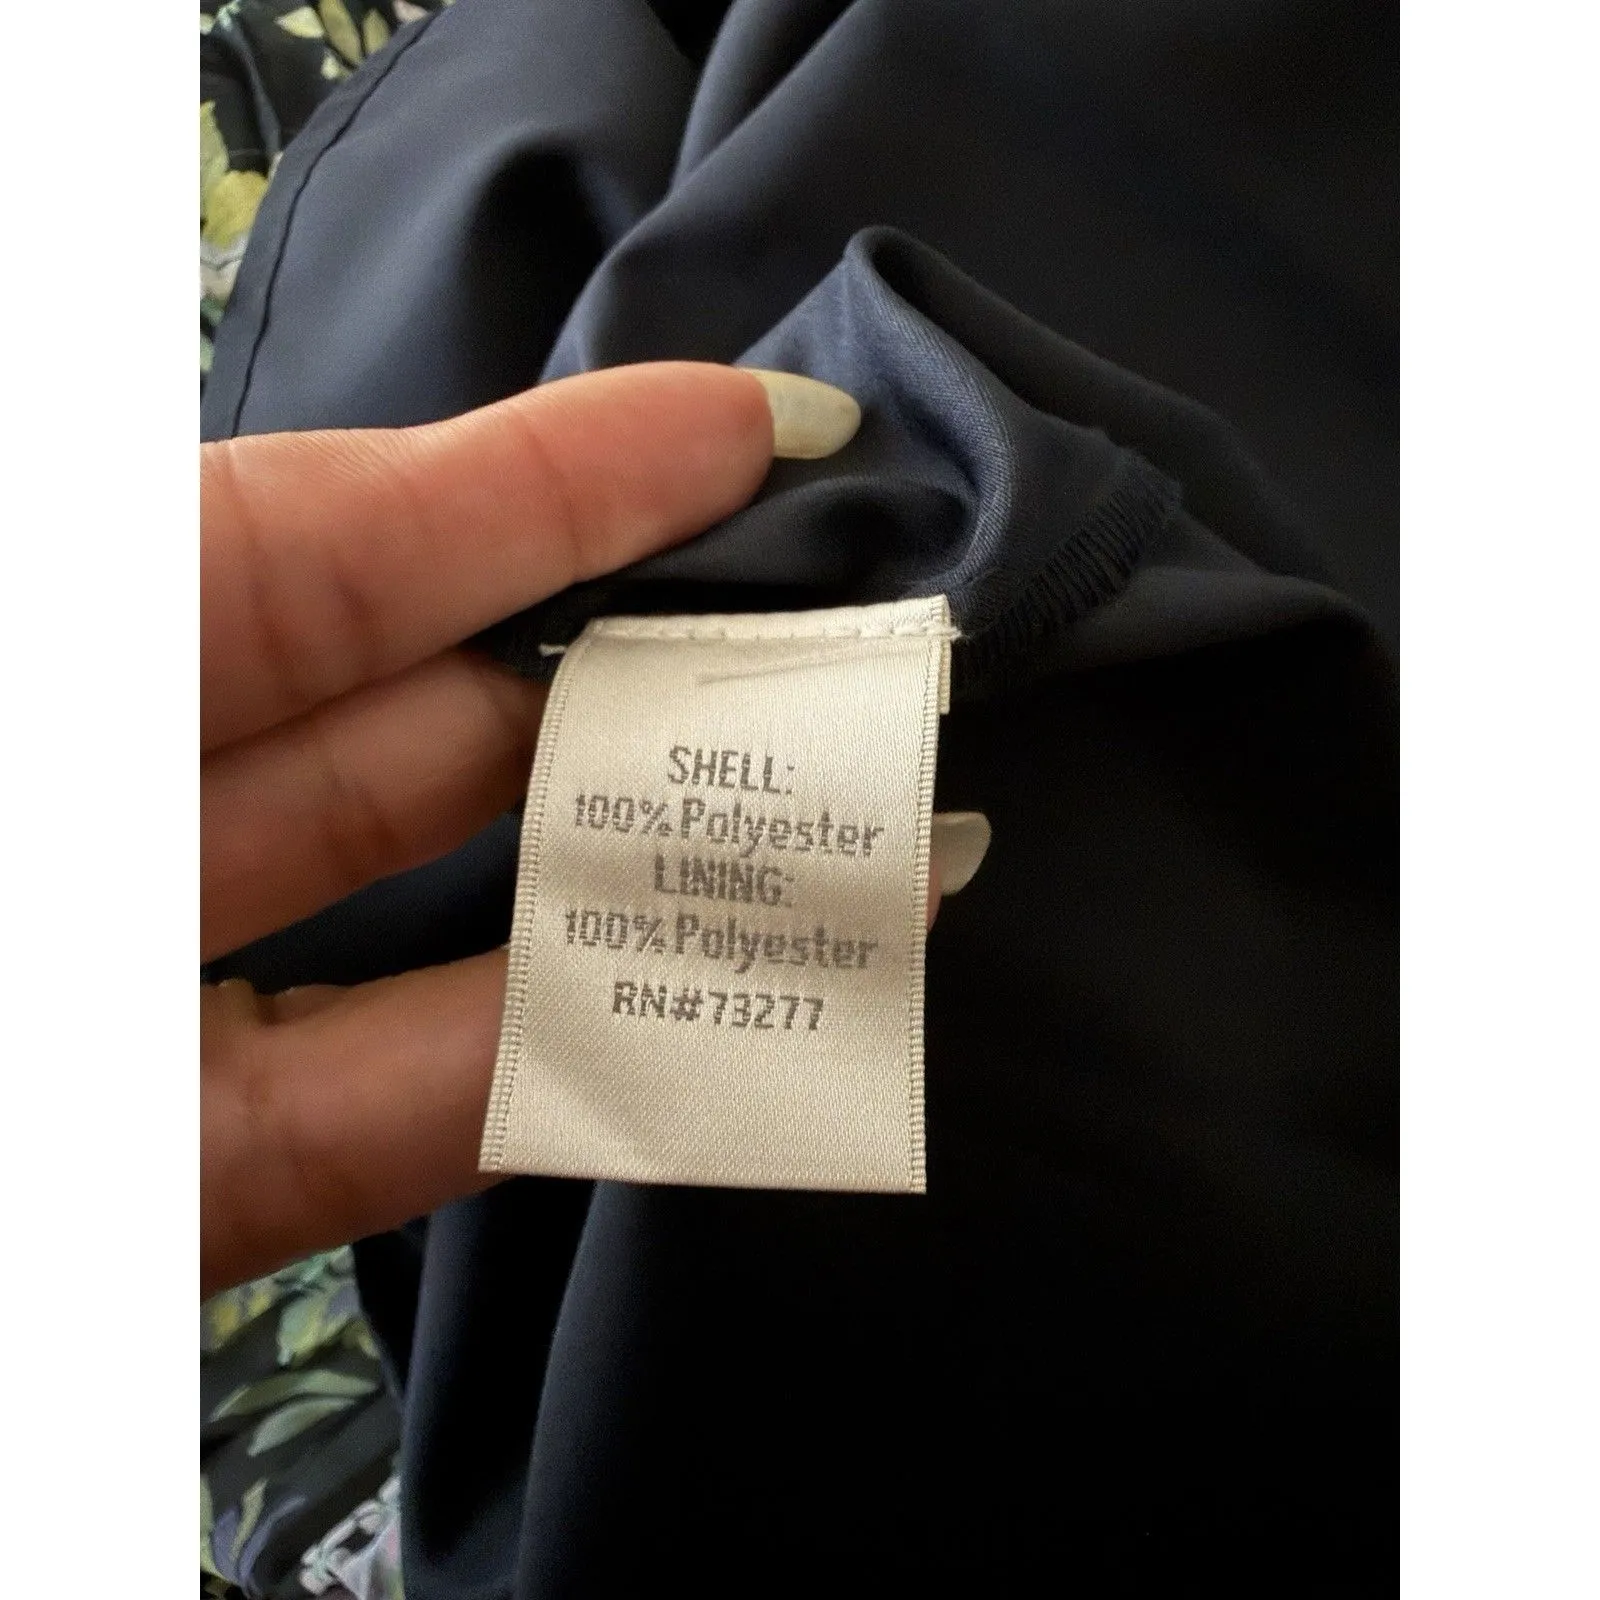 SHELL:
100% Polyester
LINING:
100% Polyester
RN#73277